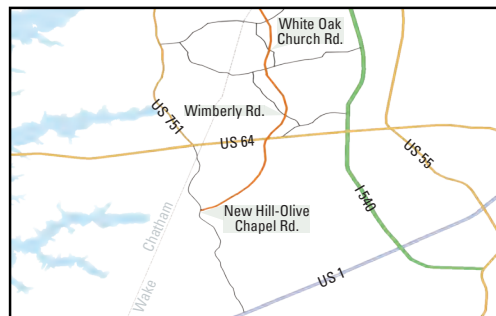 White Oak
Church Rd.
Wimberly Rd.
US 751
US 64
US 55
I 540
New Hill-Olive
Chapel Rd.
Chatham
Wake
US 1